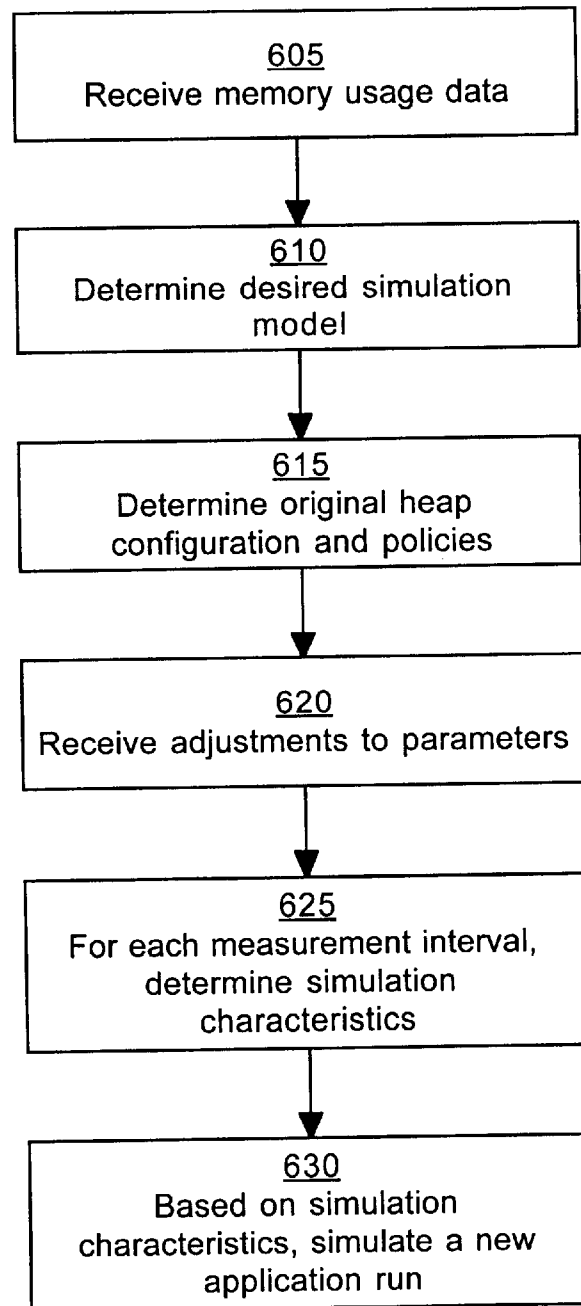 605
Receive memory usage data
610
Determine desired simulation
model
615
Determine original heap
configuration and policies
620
Receive adjustments to parameters
625
For each measurement interval,
determine simulation
characteristics
630
Based on simulation
characteristics, simulate a new
application run